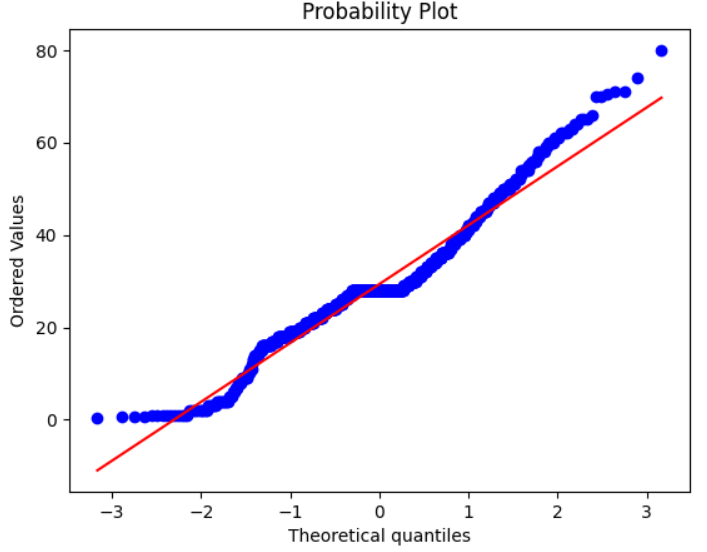 Probability Plot
80
60
40
20
0
Ordered Values
−3 −2 −1 0 1 2 3
Theoretical quantiles